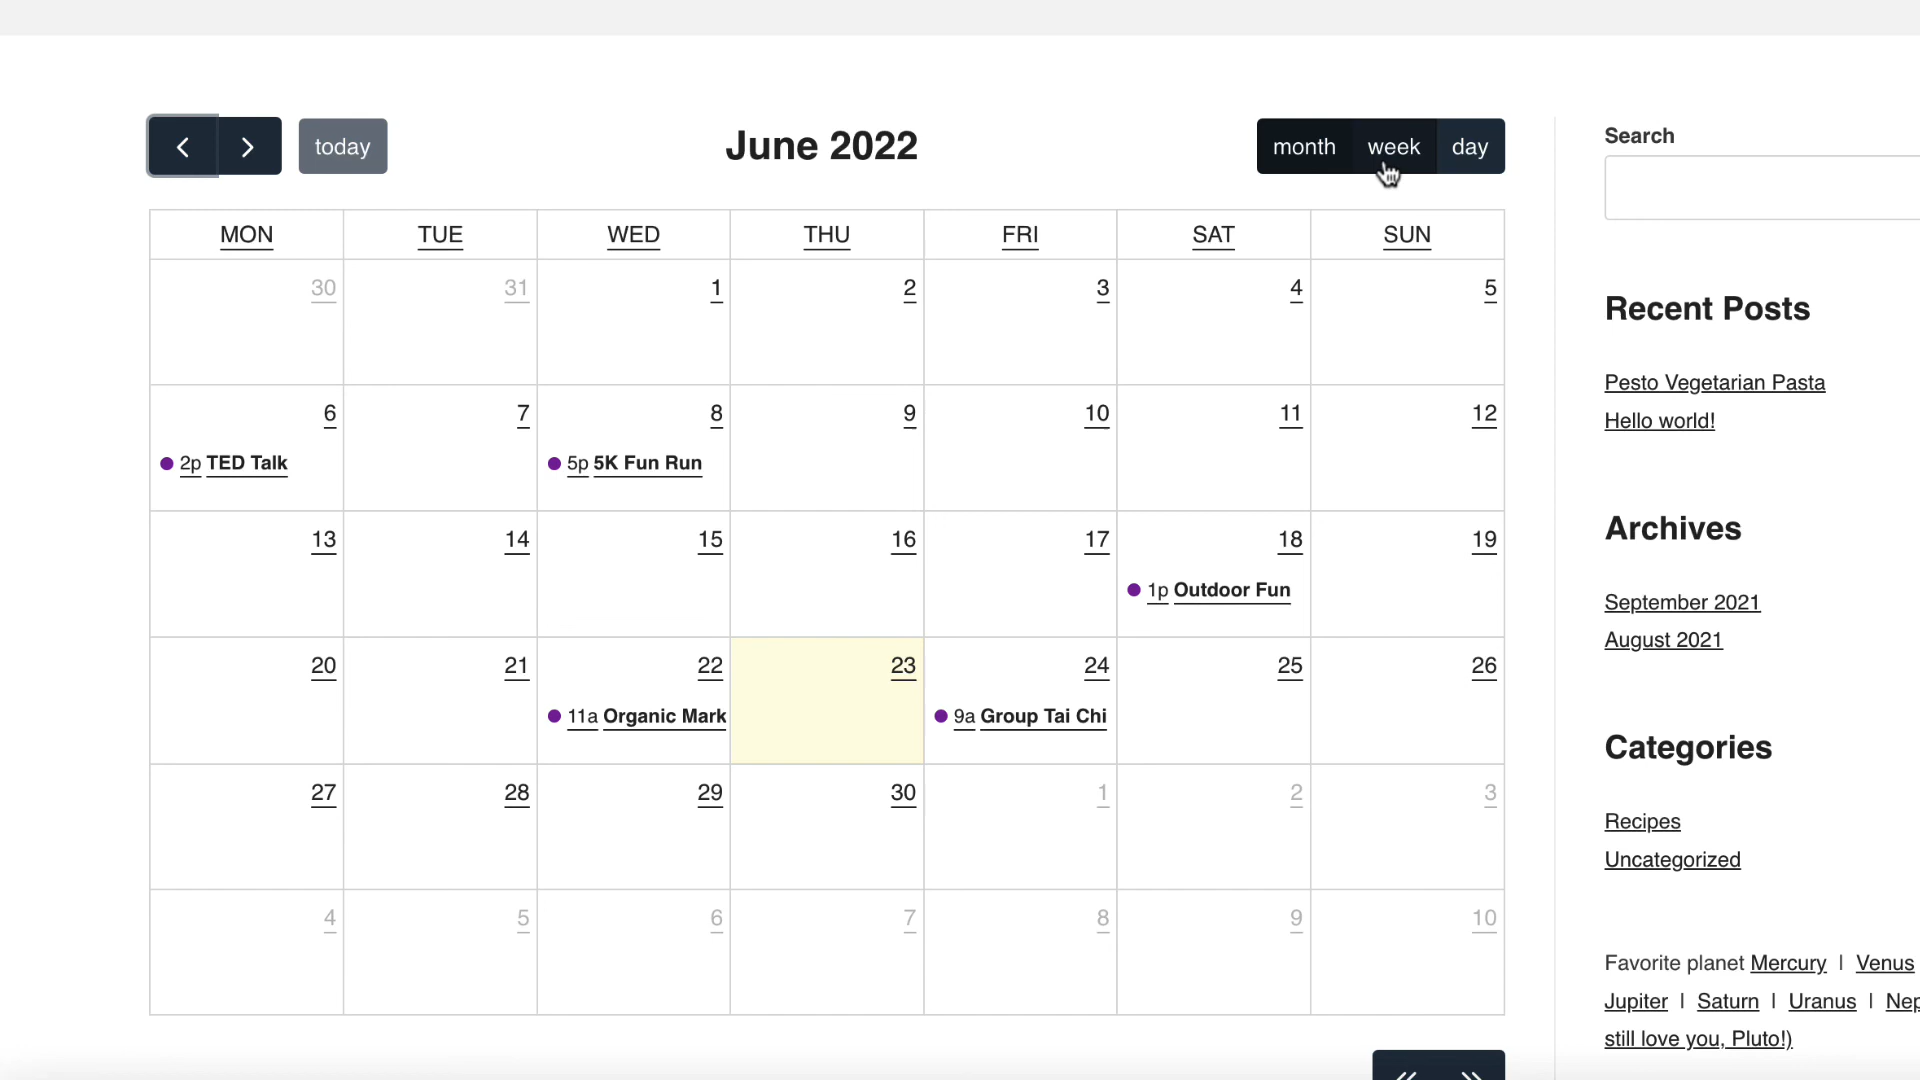 today
June 2022
month week day
MON TUE WED THU FRI SAT SUN
30 31 1 2 3 4 5
6 7 8 9 10 11 12
2p TED Talk 5p 5K Fun Run
13 14 15 16 17 18 19
1p Outdoor Fun
20 21 22 23 24 25 26
11a Organic Mark 9a Group Tai Chi
27 28 29 30 1 2 3
4 5 6 7 8 9 10
Search
Recent Posts
Pesto Vegetarian Pasta
Hello world!
Archives
September 2021
August 2021
Categories
Recipes
Uncategorized
Favorite planet Mercury | Venus
Jupiter | Saturn | Uranus | Nep
still love you, Pluto!)